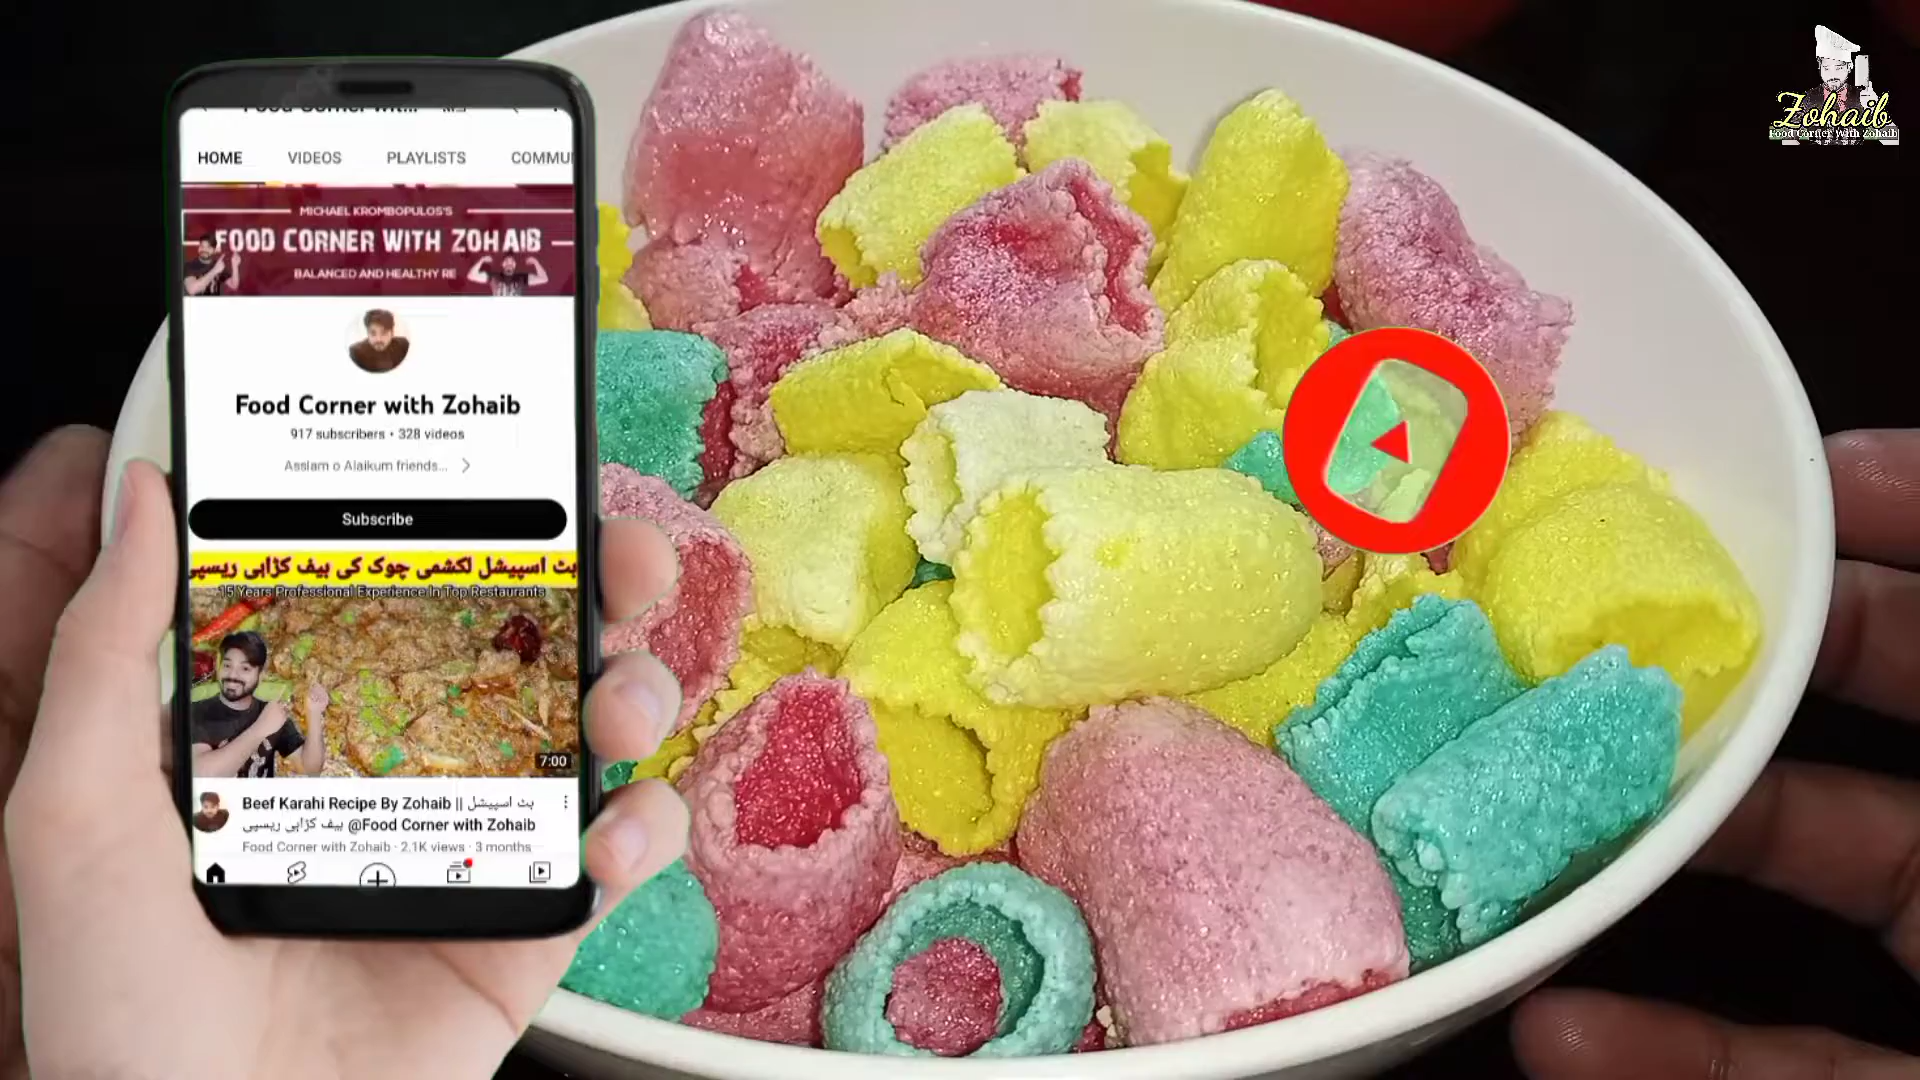 HOME VIDEOS PLAYLISTS COMMU
MICHAEL KROMBOPULOS'S
FOOD CORNER WITH ZOHAIB
BALANCED AND HEALTHY RE
Food Corner with Zohaib
917 subscribers • 328 videos
Asslam o Alaikum friends...
Subscribe
بٹ اسپیشل لکشمی چوک کی بیف کڑاہی ریسپی
15 Years Professional Experience In Top Restaurants
7:00
Beef Karahi Recipe By Zohaib || بٹ اسپیشل
بیف کڑاہی ریسپی @Food Corner with Zohaib
Food Corner with Zohaib · 2.1K views · 3 months
Zohaib
Food Corner With Zohaib